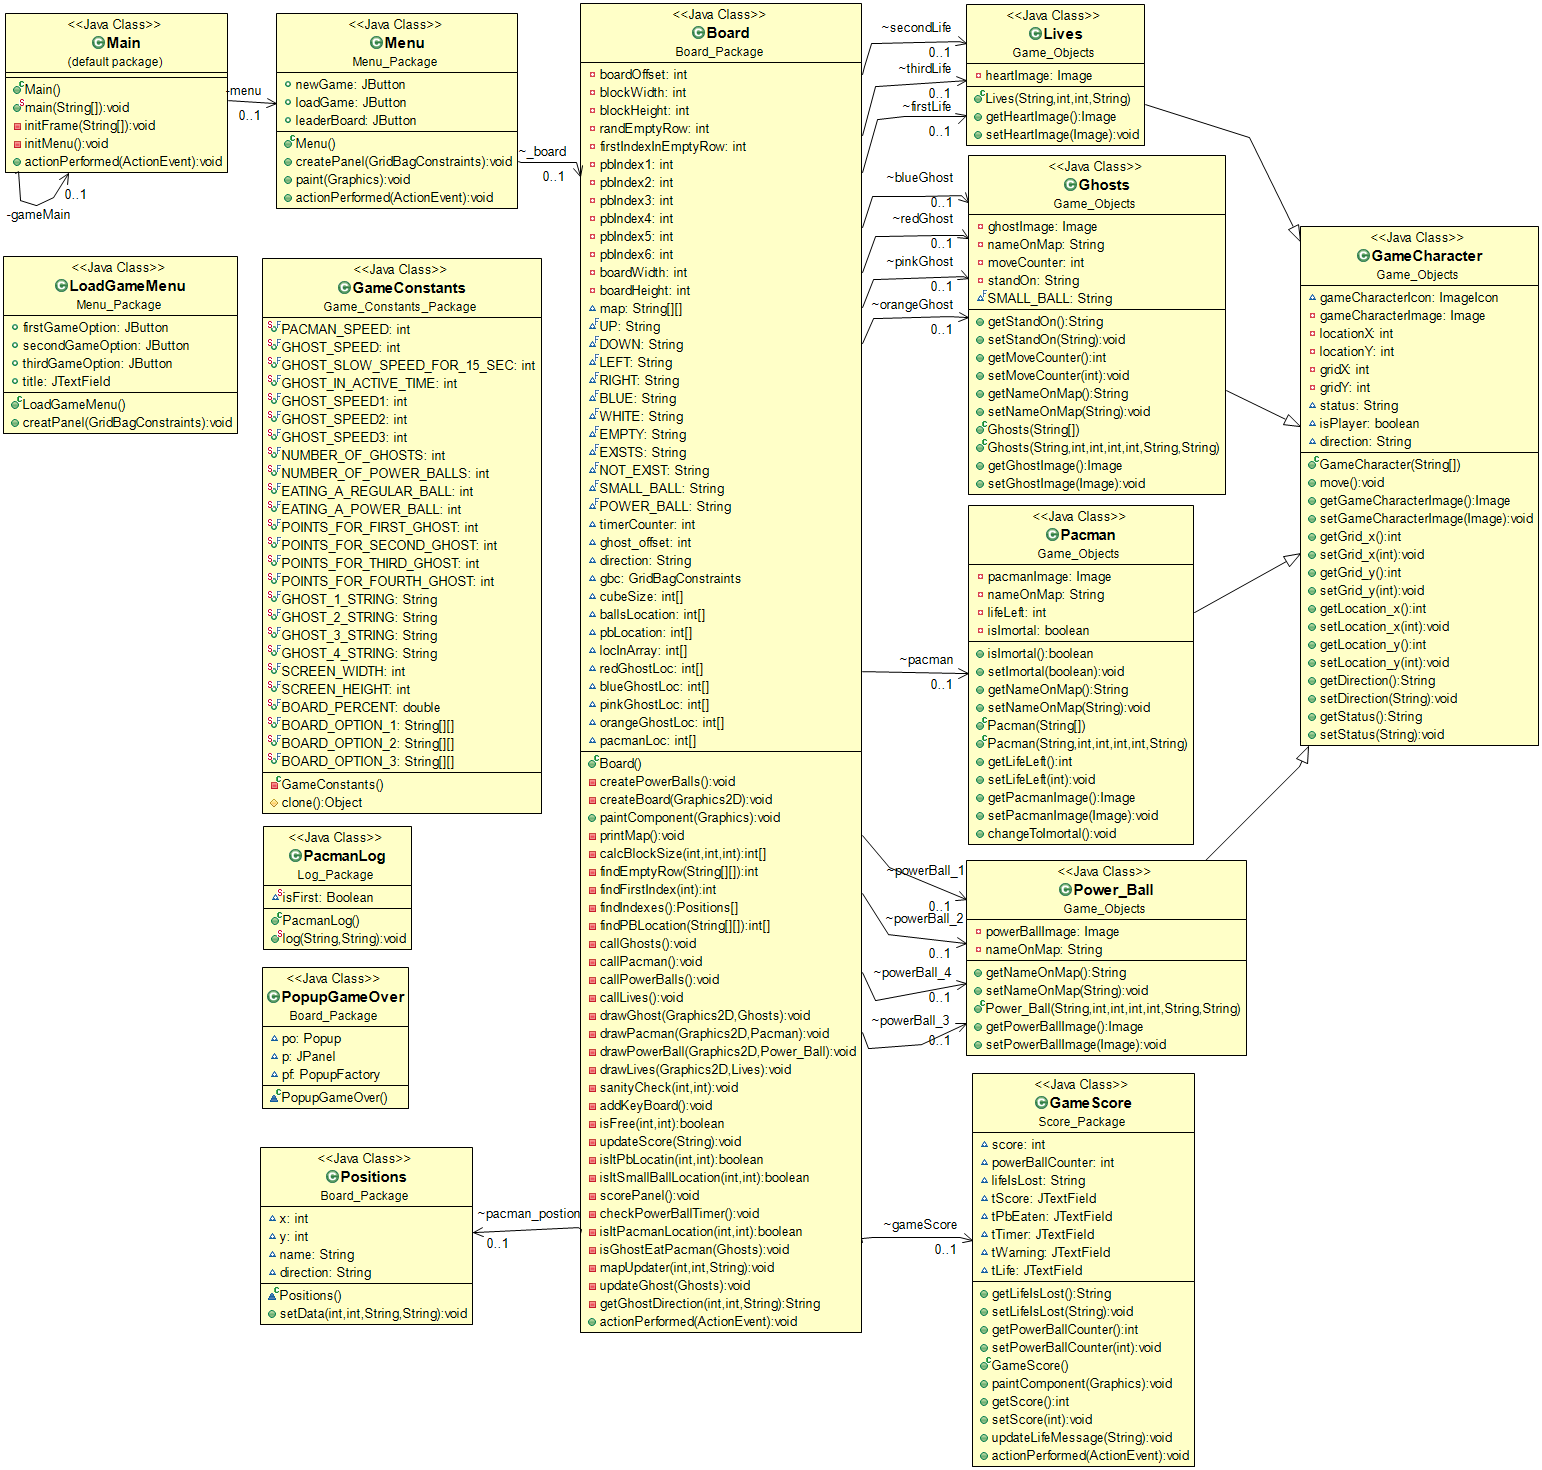 <<Java Class>>
Main
(default package)
Main()
main(String[]):void
initFrame(String[]):void
initMenu():void
actionPerformed(ActionEvent):void
-gameMain
0..1
-menu
0..1
<<Java Class>>
Menu
Menu_Package
newGame: JButton
loadGame: JButton
leaderBoard: JButton
Menu()
createPanel(GridBagConstraints):void
paint(Graphics):void
actionPerformed(ActionEvent):void
~_board
0..1
<<Java Class>>
LoadGameMenu
Menu_Package
firstGameOption: JButton
secondGameOption: JButton
thirdGameOption: JButton
title: JTextField
LoadGameMenu()
creatPanel(GridBagConstraints):void
<<Java Class>>
GameConstants
Game_Constants_Package
PACMAN_SPEED: int
GHOST_SPEED: int
GHOST_SLOW_SPEED_FOR_15_SEC: int
GHOST_IN_ACTIVE_TIME: int
GHOST_SPEED1: int
GHOST_SPEED2: int
GHOST_SPEED3: int
NUMBER_OF_GHOSTS: int
NUMBER_OF_POWER_BALLS: int
EATING_A_REGULAR_BALL: int
EATING_A_POWER_BALL: int
POINTS_FOR_FIRST_GHOST: int
POINTS_FOR_SECOND_GHOST: int
POINTS_FOR_THIRD_GHOST: int
POINTS_FOR_FOURTH_GHOST: int
GHOST_1_STRING: String
GHOST_2_STRING: String
GHOST_3_STRING: String
GHOST_4_STRING: String
SCREEN_WIDTH: int
SCREEN_HEIGHT: int
BOARD_PERCENT: double
BOARD_OPTION_1: String[][]
BOARD_OPTION_2: String[][]
BOARD_OPTION_3: String[][]
GameConstants()
clone():Object
<<Java Class>>
PacmanLog
Log_Package
isFirst: Boolean
PacmanLog()
log(String,String):void
<<Java Class>>
PopupGameOver
Board_Package
po: Popup
p: JPanel
pf: PopupFactory
PopupGameOver()
<<Java Class>>
Positions
Board_Package
x: int
y: int
name: String
direction: String
Positions()
setData(int,int,String,String):void
~pacman_postion
0..1
<<Java Class>>
Board
Board_Package
boardOffset: int
blockWidth: int
blockHeight: int
randEmptyRow: int
firstIndexInEmptyRow: int
pbIndex1: int
pbIndex2: int
pbIndex3: int
pbIndex4: int
pbIndex5: int
pbIndex6: int
boardWidth: int
boardHeight: int
map: String[][]
UP: String
DOWN: String
LEFT: String
RIGHT: String
BLUE: String
WHITE: String
EMPTY: String
EXISTS: String
NOT_EXIST: String
SMALL_BALL: String
POWER_BALL: String
timerCounter: int
ghost_offset: int
direction: String
gbc: GridBagConstraints
cubeSize: int[]
ballsLocation: int[]
pbLocation: int[]
locInArray: int[]
redGhostLoc: int[]
blueGhostLoc: int[]
pinkGhostLoc: int[]
orangeGhostLoc: int[]
pacmanLoc: int[]
Board()
createPowerBalls():void
createBoard(Graphics2D):void
paintComponent(Graphics):void
printMap():void
calcBlockSize(int,int,int):int[]
findEmptyRow(String[][]):int
findFirstIndex(int):int
findIndexes():Positions[]
findPBLocation(String[][]):int[]
callGhosts():void
callPacman():void
callPowerBalls():void
callLives():void
drawGhost(Graphics2D,Ghosts):void
drawPacman(Graphics2D,Pacman):void
drawPowerBall(Graphics2D,Power_Ball):void
drawLives(Graphics2D,Lives):void
sanityCheck(int,int):void
addKeyBoard():void
isFree(int,int):boolean
updateScore(String):void
isItPbLocatin(int,int):boolean
isItSmallBallLocation(int,int):boolean
scorePanel():void
checkPowerBallTimer():void
isItPacmanLocation(int,int):boolean
isGhostEatPacman(Ghosts):void
mapUpdater(int,int,String):void
updateGhost(Ghosts):void
getGhostDirection(int,int,String):String
actionPerformed(ActionEvent):void
~secondLife
0..1
~thirdLife
0..1
~firstLife
0..1
~blueGhost
0..1
~redGhost
0..1
~pinkGhost
0..1
~orangeGhost
0..1
~pacman
0..1
~powerBall_1
0..1
~powerBall_2
0..1
~powerBall_4
0..1
~powerBall_3
0..1
~gameScore
0..1
<<Java Class>>
Lives
Game_Objects
heartImage: Image
Lives(String,int,int,String)
getHeartImage():Image
setHeartImage(Image):void
<<Java Class>>
Ghosts
Game_Objects
ghostImage: Image
nameOnMap: String
moveCounter: int
standOn: String
SMALL_BALL: String
getStandOn():String
setStandOn(String):void
getMoveCounter():int
setMoveCounter(int):void
getNameOnMap():String
setNameOnMap(String):void
Ghosts(String[])
Ghosts(String,int,int,int,int,String,String)
getGhostImage():Image
setGhostImage(Image):void
<<Java Class>>
Pacman
Game_Objects
pacmanImage: Image
nameOnMap: String
lifeLeft: int
isImortal: boolean
isImortal():boolean
setImortal(boolean):void
getNameOnMap():String
setNameOnMap(String):void
Pacman(String[])
Pacman(String,int,int,int,int,String)
getLifeLeft():int
setLifeLeft(int):void
getPacmanImage():Image
setPacmanImage(Image):void
changeToImortal():void
<<Java Class>>
Power_Ball
Game_Objects
powerBallImage: Image
nameOnMap: String
getNameOnMap():String
setNameOnMap(String):void
Power_Ball(String,int,int,int,int,String,String)
getPowerBallImage():Image
setPowerBallImage(Image):void
<<Java Class>>
GameScore
Score_Package
score: int
powerBallCounter: int
lifeIsLost: String
tScore: JTextField
tPbEaten: JTextField
tTimer: JTextField
tWarning: JTextField
tLife: JTextField
getLifeIsLost():String
setLifeIsLost(String):void
getPowerBallCounter():int
setPowerBallCounter(int):void
GameScore()
paintComponent(Graphics):void
getScore():int
setScore(int):void
updateLifeMessage(String):void
actionPerformed(ActionEvent):void
<<Java Class>>
GameCharacter
Game_Objects
gameCharacterIcon: ImageIcon
gameCharacterImage: Image
locationX: int
locationY: int
gridX: int
gridY: int
status: String
isPlayer: boolean
direction: String
GameCharacter(String[])
move():void
getGameCharacterImage():Image
setGameCharacterImage(Image):void
getGrid_x():int
setGrid_x(int):void
getGrid_y():int
setGrid_y(int):void
getLocation_x():int
setLocation_x(int):void
getLocation_y():int
setLocation_y(int):void
getDirection():String
setDirection(String):void
getStatus():String
setStatus(String):void